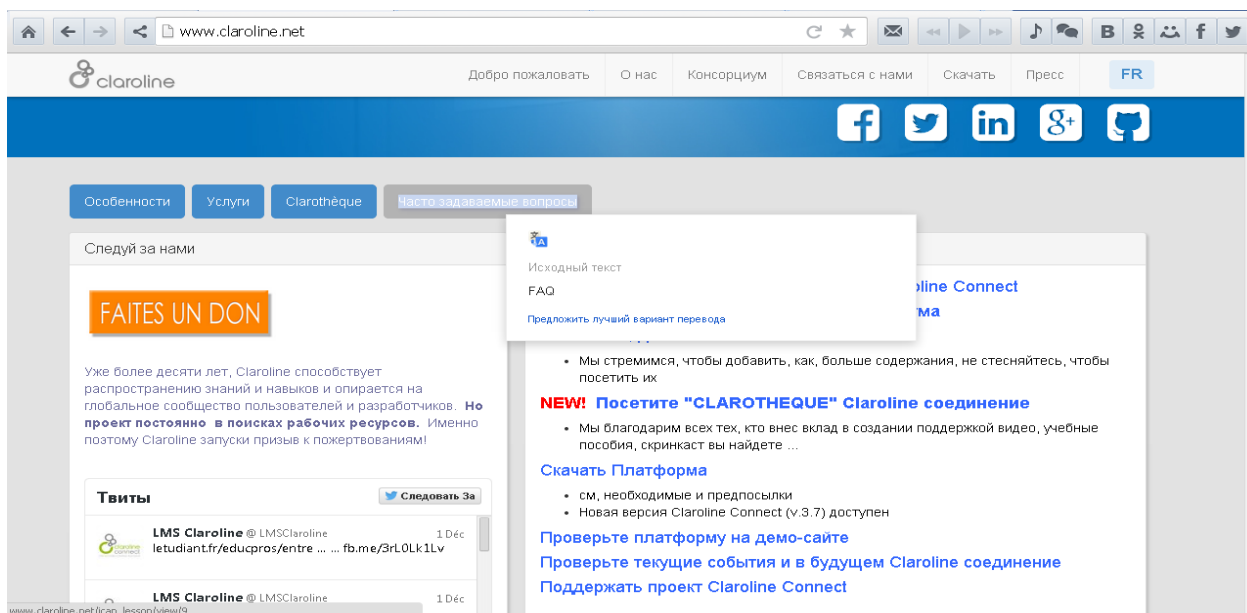 www.claroline.net
claroline
Добро пожаловать
О нас
Консорциум
Связаться с нами
Скачать
Пресс
FR
Особенности
Услуги
Clarothèque
Часто задаваемые вопросы
Следуй за нами
Исходный текст
FAQ
Предложить лучший вариант перевода
FAITES UN DON
Уже более десяти лет, Claroline способствует
распространению знаний и навыков и опирается на
глобальное сообщество пользователей и разработчиков. Но
проект постоянно в поисках рабочих ресурсов. Именно
поэтому Claroline запуски призыв к пожертвованиям!
Твиты
Следовать За
LMS Claroline @ LMSClaroline 1 Déc
letudiant.fr/educpros/entre ... ... fb.me/3rL0Lk1Lv
LMS Claroline @ LMSClaroline 1 Déc
line Connect
ма
• Мы стремимся, чтобы добавить, как, больше содержания, не стесняйтесь, чтобы
посетить их
NEW! Посетите "CLAROTHEQUE" Claroline соединение
• Мы благодарим всех тех, кто внес вклад в создании поддержкой видео, учебные
пособия, скринкаст вы найдете ...
Скачать Платформа
• см, необходимые и предпосылки
• Новая версия Claroline Connect (v.3.7) доступен
Проверьте платформу на демо-сайте
Проверьте текущие события и в будущем Claroline соединение
Поддержать проект Claroline Connect
www.claroline.net/icap_lesson/view/9